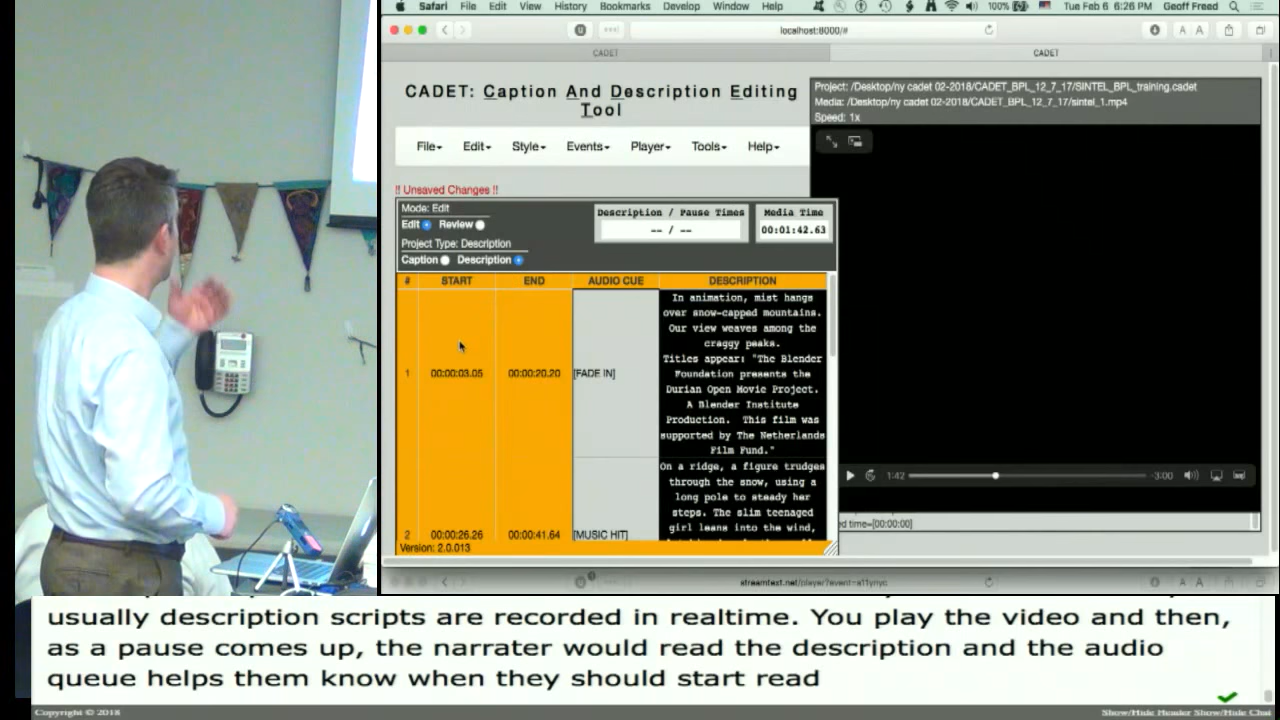 Safari File Edit View History Bookmarks Develop Window Help 100% Tue Feb 6 6:26 PM Geoff Freed
localhost:8000/#
CADET CADET
CADET: Caption And Description Editing
Tool
File Edit Style Events Player Tools Help
Project: /Desktop/ny cadet 02-2018/CADET_BPL_12_7_17/SINTEL_BPL_training.cadet
Media: /Desktop/ny cadet 02-2018/CADET_BPL_12_7_17/sintel_1.mp4
Speed: 1x
!! Unsaved Changes !!
Mode: Edit
Edit Review
Project Type: Description
Caption Description
Description / Pause Times
-- / --
Media Time
00:01:42.63
# START END AUDIO CUE DESCRIPTION
1 00:00:03.05 00:00:20.20 [FADE IN]
In animation, mist hangs
over snow-capped mountains.
Our view weaves among the
craggy peaks.
Titles appear: "The Blender
Foundation presents the
Durian Open Movie Project.
A Blender Institute
Production. This film was
supported by The Netherlands
Film Fund."
2 00:00:26.26 00:00:41.64 [MUSIC HIT]
On a ridge, a figure trudges
through the snow, using a
long pole to steady her
steps. The slim teenaged
girl leans into the wind,
Version: 2.0.013
1:42 -3:00
ed time=[00:00:00]
streamtext.net/player?event=a11ynyc
usually description scripts are recorded in realtime. You play the video and then,
as a pause comes up, the narrater would read the description and the audio
queue helps them know when they should start read
Copyright © 2018 Show/Hide Header Show/Hide Chat